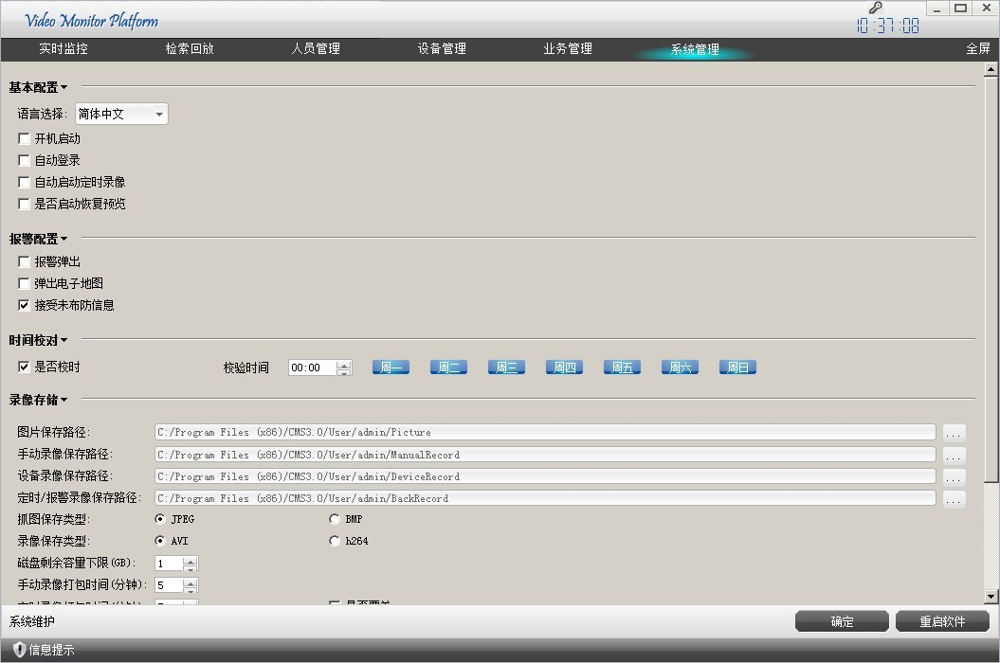 Video Monitor Platform
10:37:08
实时监控 检索回放 人员管理 设备管理 业务管理 系统管理 全屏
基本配置
语言选择: 简体中文
开机启动
自动登录
自动启动定时录像
是否启动恢复预览
报警配置
报警弹出
弹出电子地图
接受未布防信息
时间校对
是否校时 校验时间 00:00 周一 周二 周三 周四 周五 周六 周日
录像存储
图片保存路径: C:/Program Files (x86)/CMS3.0/User/admin/Picture ...
手动录像保存路径: C:/Program Files (x86)/CMS3.0/User/admin/ManualRecord ...
设备录像保存路径: C:/Program Files (x86)/CMS3.0/User/admin/DeviceRecord ...
定时/报警录像保存路径: C:/Program Files (x86)/CMS3.0/User/admin/BackRecord ...
抓图保存类型: JPEG BMP
录像保存类型: AVI h264
磁盘剩余容量下限(GB): 1
手动录像打包时间(分钟): 5
系统维护 确定 重启软件
信息提示